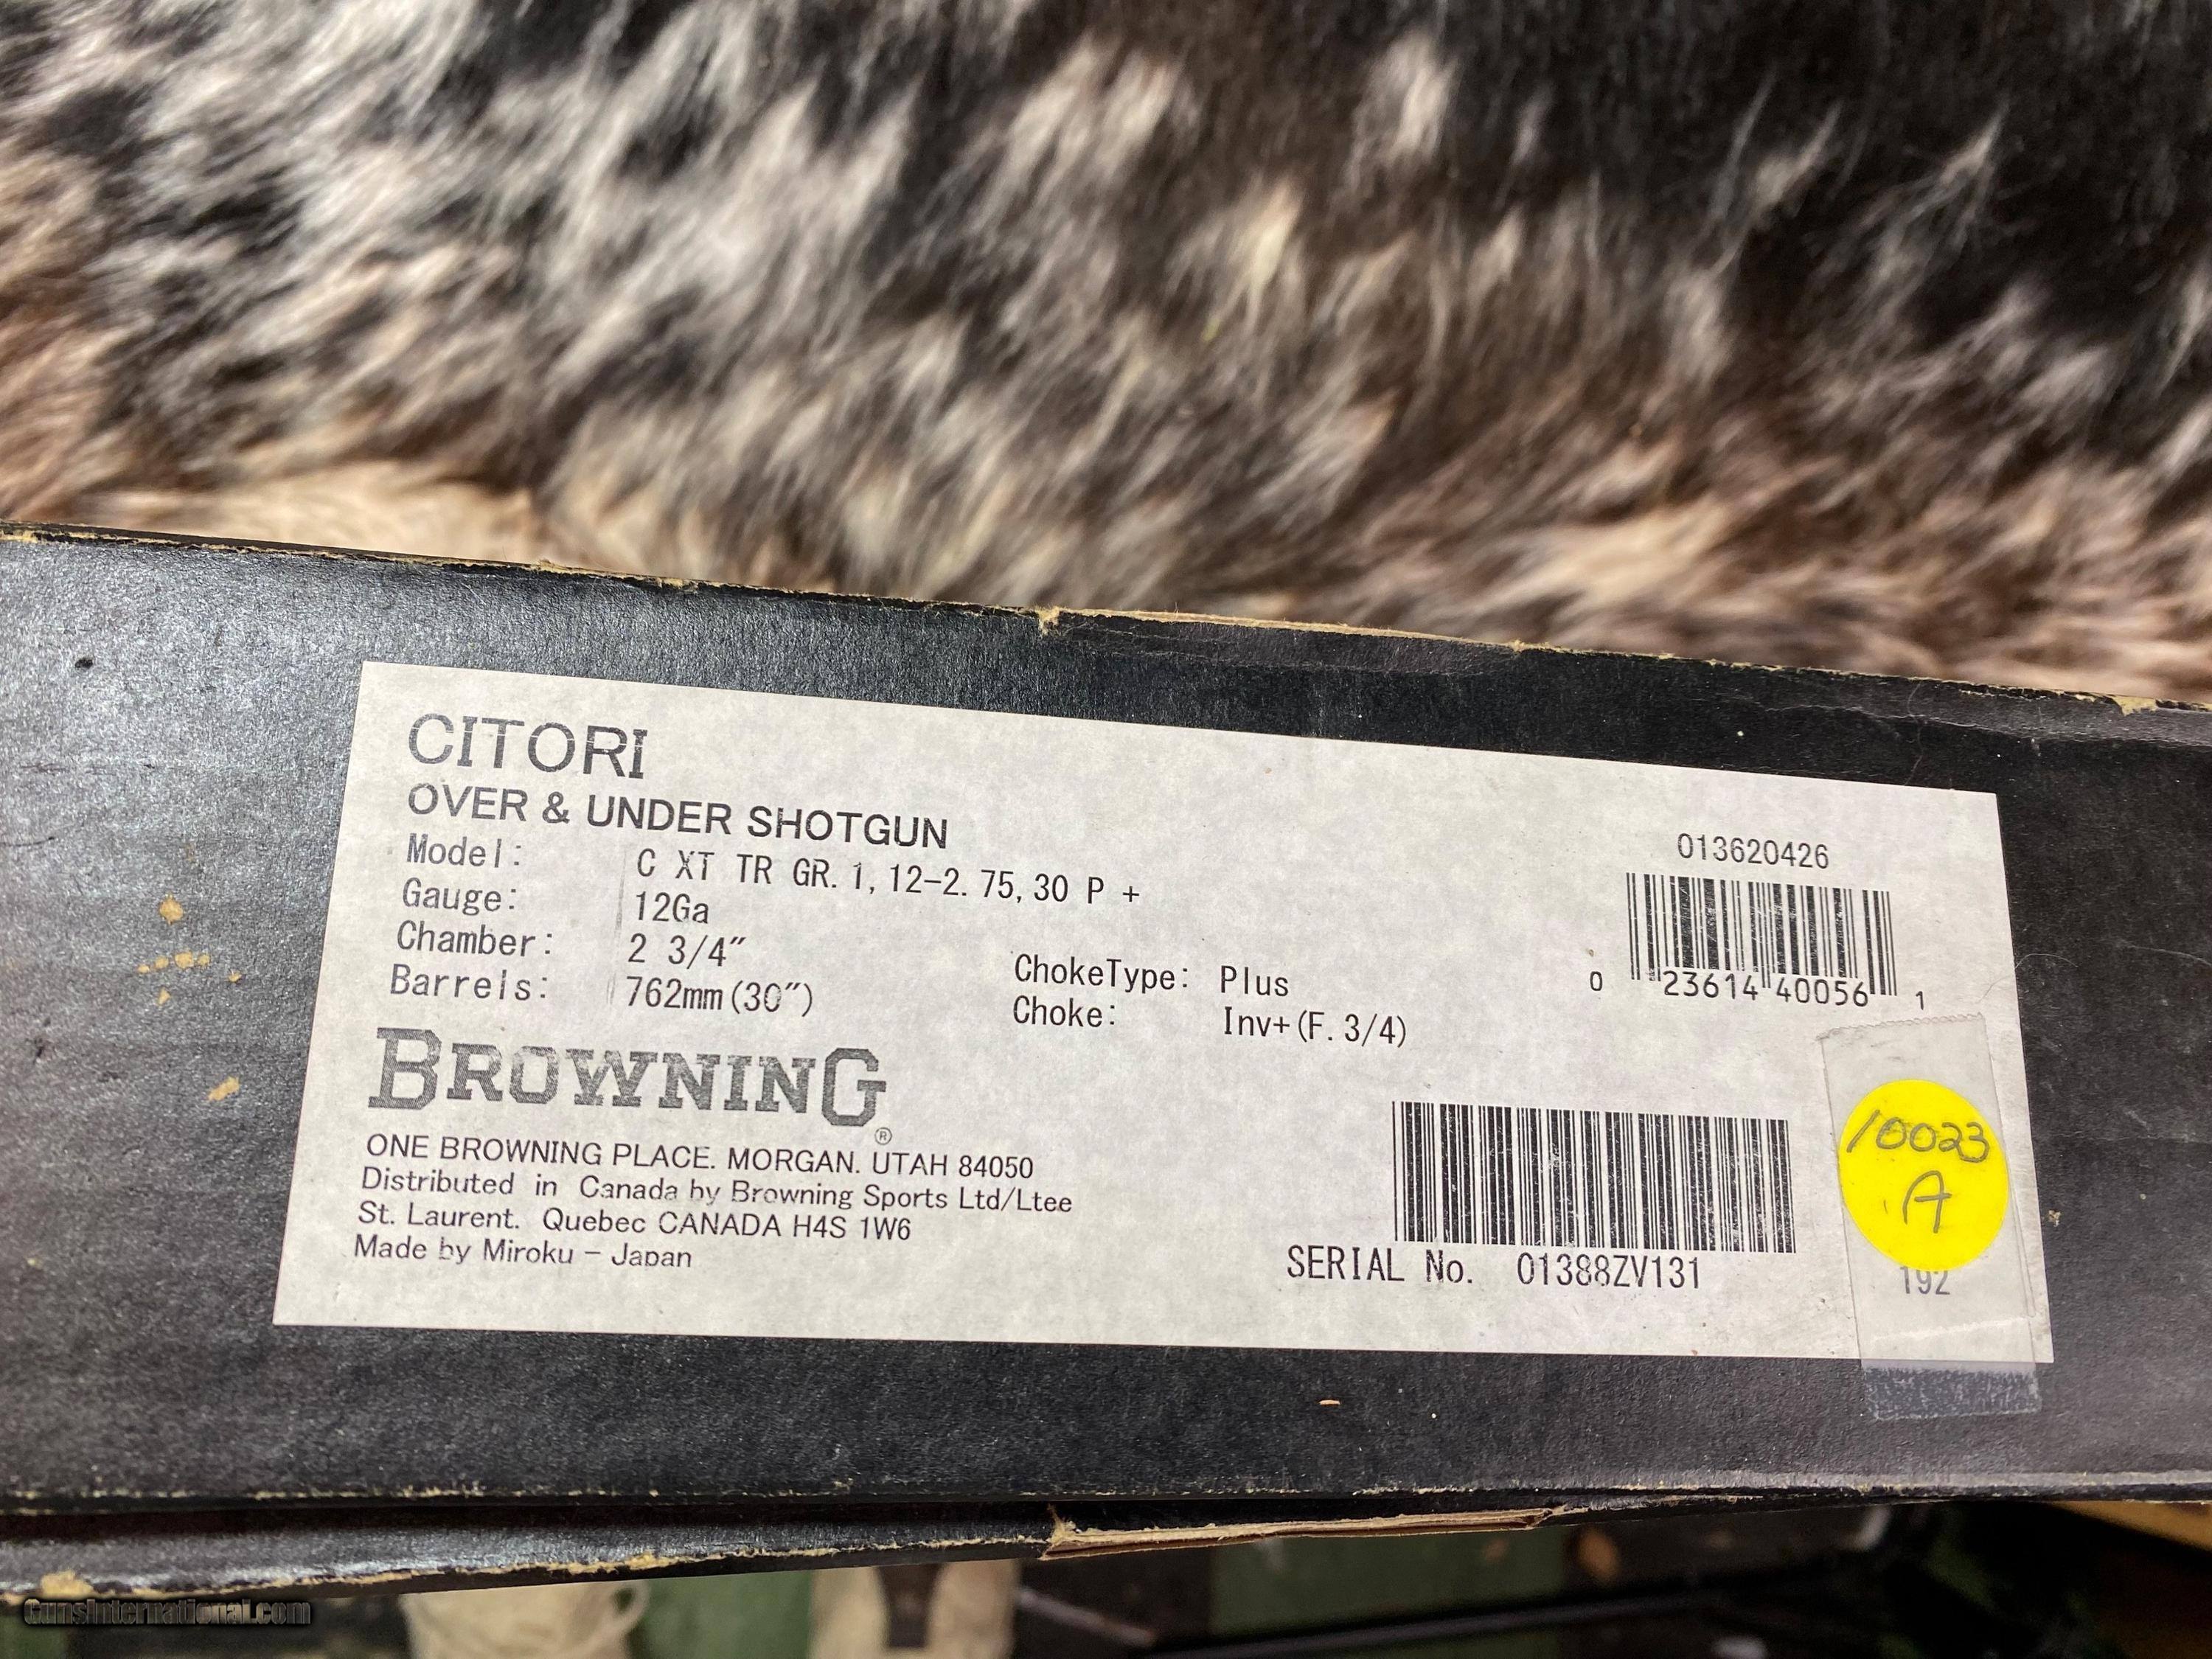 CITORI
OVER & UNDER SHOTGUN
Model: C XT TR GR. 1, 12-2. 75, 30 P +
Gauge: 12Ga
Chamber: 2 3/4"
Barrels: 762mm (30")
ChokeType: Plus
Choke: Inv+ (F. 3/4)
013620426
0 23614 40056 1
BROWNING®
ONE BROWNING PLACE. MORGAN. UTAH 84050
Distributed in Canada by Browning Sports Ltd/Ltee
St. Laurent. Quebec CANADA H4S 1W6
Made by Miroku - Japan
SERIAL No. 01388ZV131
10023
A
192
GunsInternational.com